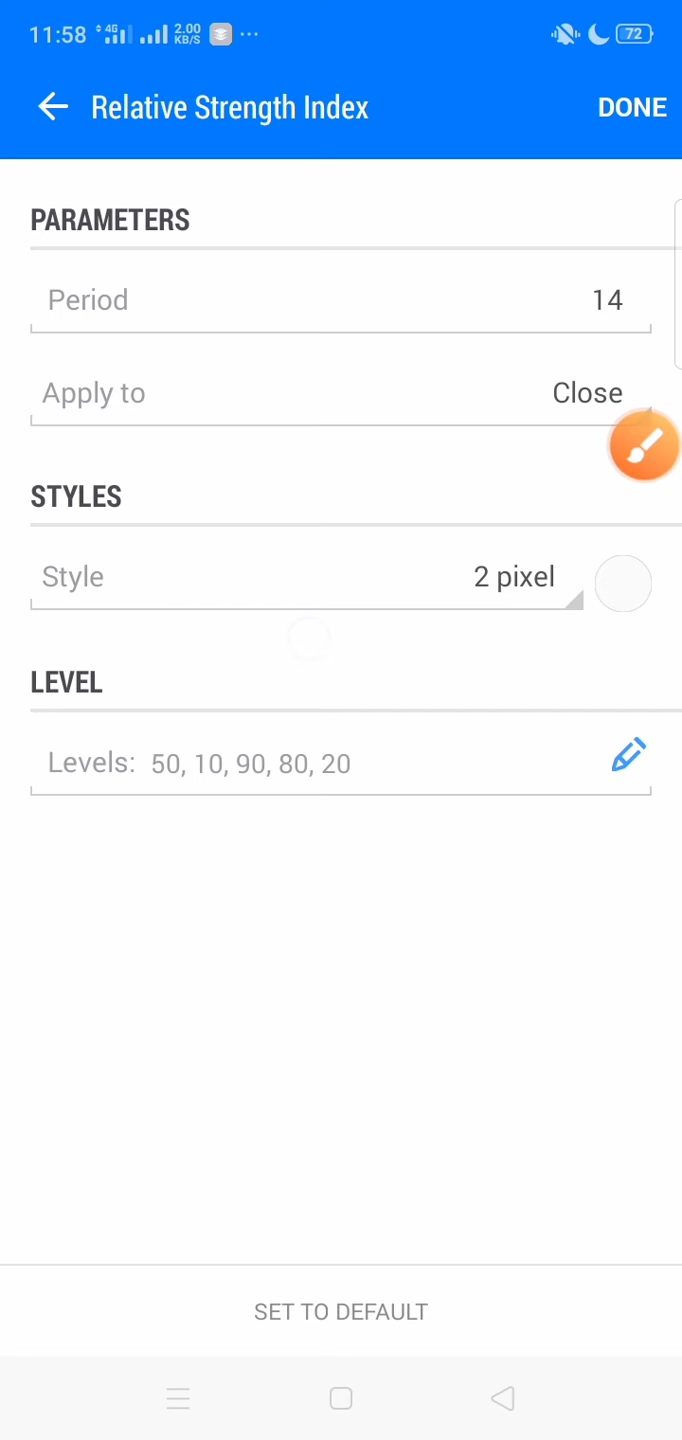 11:58 4G 2.00 KB/S ... 72
Relative Strength Index DONE
PARAMETERS
Period 14
Apply to Close
STYLES
Style 2 pixel
LEVEL
Levels: 50, 10, 90, 80, 20
SET TO DEFAULT